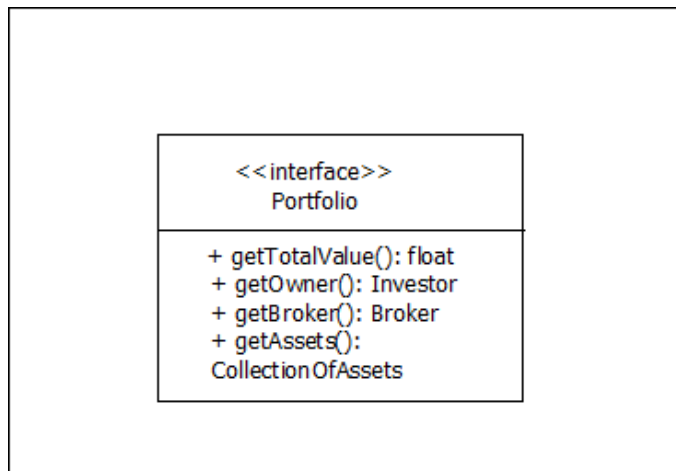 <<interface>>
Portfolio
+ getTotalValue(): float
+ getOwner(): Investor
+ getBroker(): Broker
+ getAssets():
CollectionOfAssets